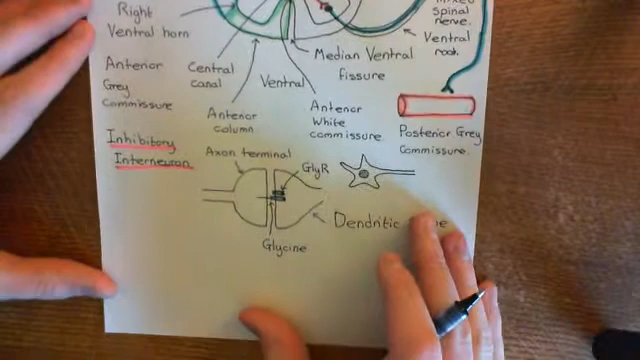 Right
Ventral horn
Anterior
Grey
Commissure
Central
canal
Anterior
column
Ventral
Median Ventral
fissure
Anterior
White
commissure
spinal
nerve.
Ventral
root.
Posterior Grey
Commissure.
Inhibitory
Interneuron
Axon terminal
GlyR
Dendritic
Glycine